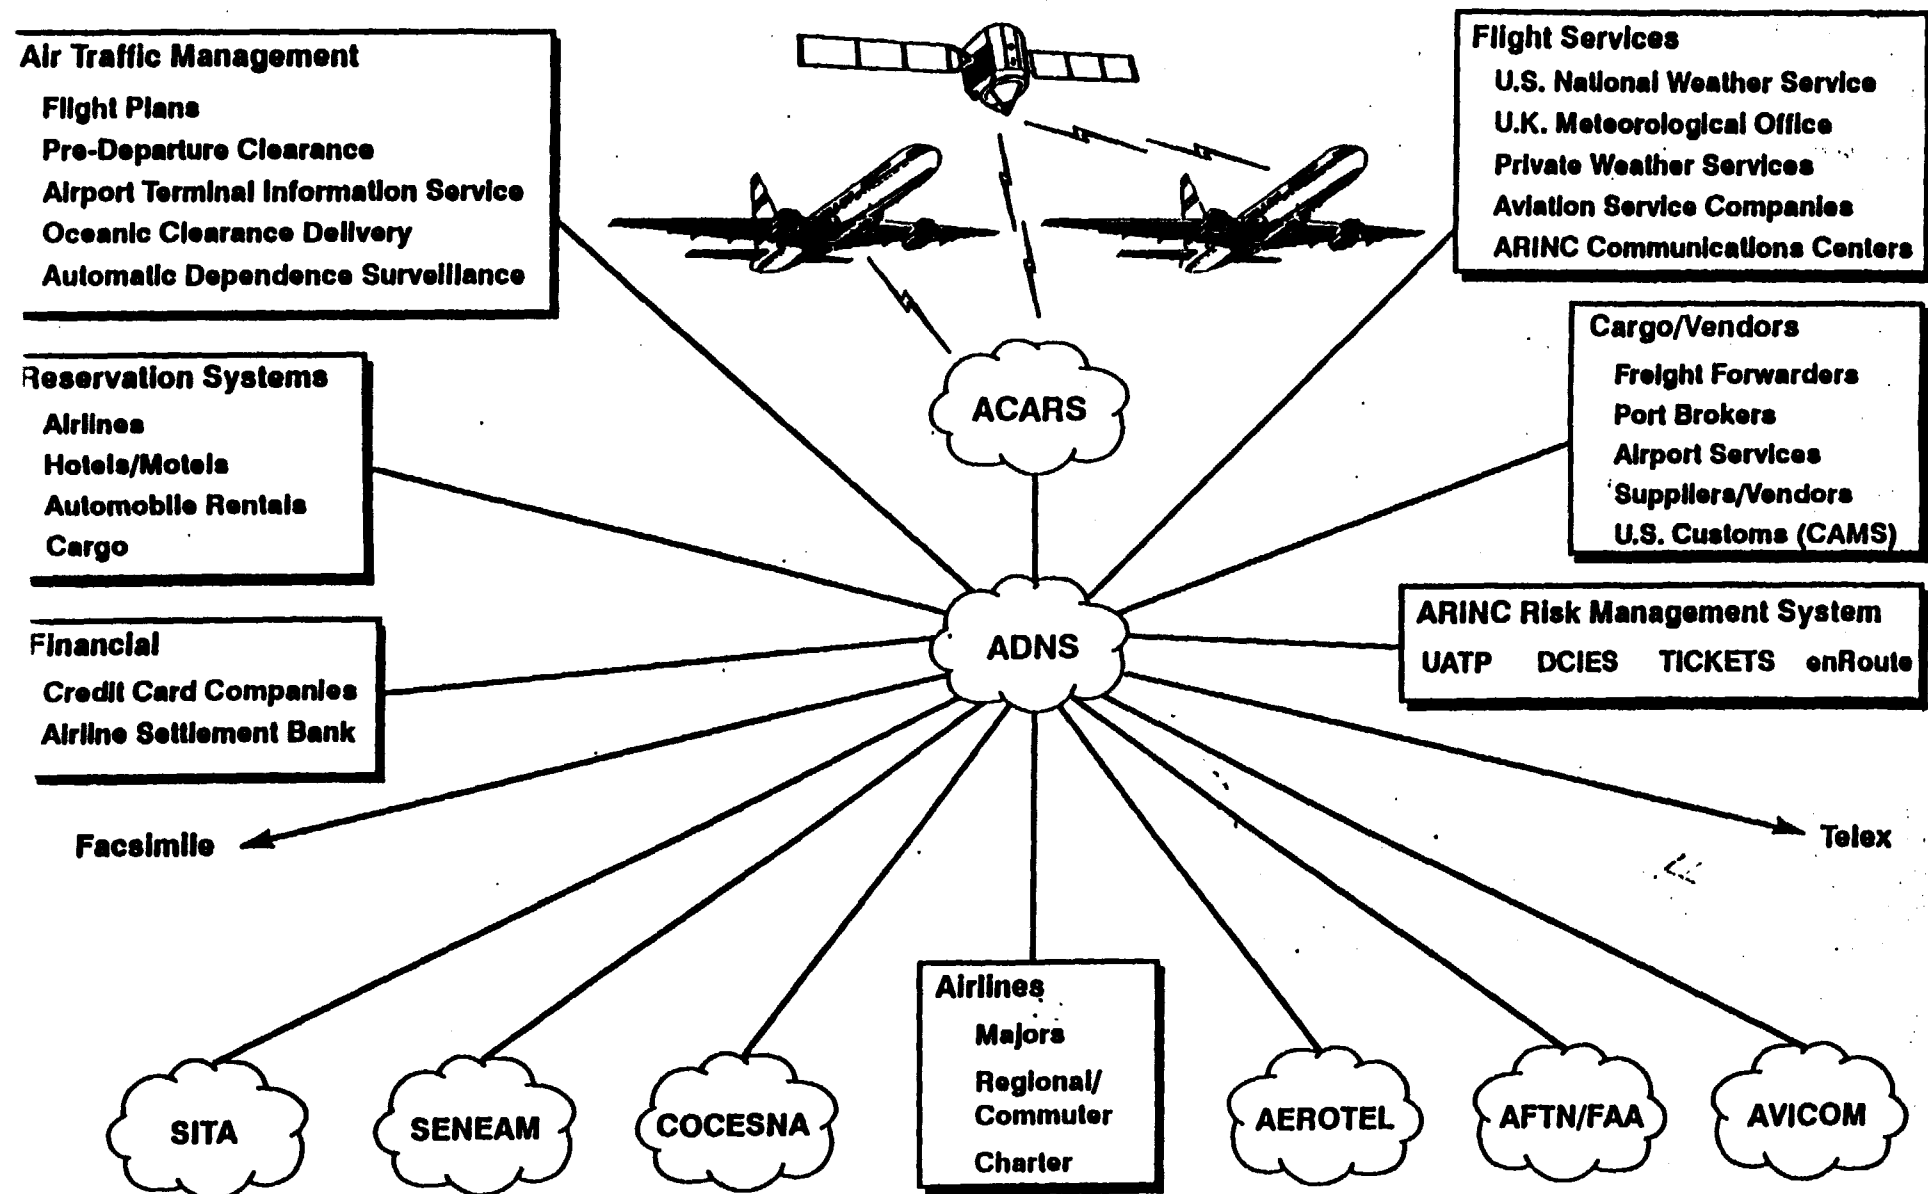 Air Traffic Management
Flight Plans
Pre-Departure Clearance
Airport Terminal Information Service
Oceanic Clearance Delivery
Automatic Dependence Surveillance
Flight Services
U.S. National Weather Service
U.K. Meteorological Office
Private Weather Services
Aviation Service Companies
ARINC Communications Centers
Reservation Systems
Airlines
Hotels/Motels
Automobile Rentals
Cargo
ACARS
Cargo/Vendors
Freight Forwarders
Port Brokers
Airport Services
Suppliers/Vendors
U.S. Customs (CAMS)
Financial
Credit Card Companies
Airline Settlement Bank
ADNS
ARINC Risk Management System
UATP DCIES TICKETS enRoute
Facsimile
Telex
SITA
SENEAM
COCESNA
Airlines
Majors
Regional/
Commuter
Charter
AEROTEL
AFTN/FAA
AVICOM